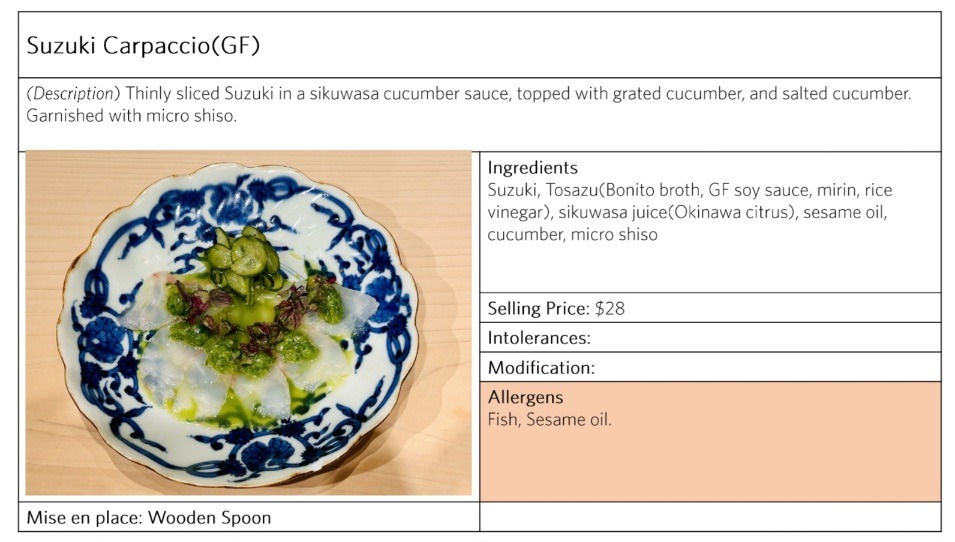 Suzuki Carpaccio(GF)
(Description) Thinly sliced Suzuki in a sikuwasa cucumber sauce, topped with grated cucumber, and salted cucumber.
Garnished with micro shiso.
Ingredients
Suzuki, Tosazu(Bonito broth, GF soy sauce, mirin, rice
vinegar), sikuwasa juice(Okinawa citrus), sesame oil,
cucumber, micro shiso
Selling Price: $28
Intolerances:
Modification:
Allergens
Fish, Sesame oil.
Mise en place: Wooden Spoon